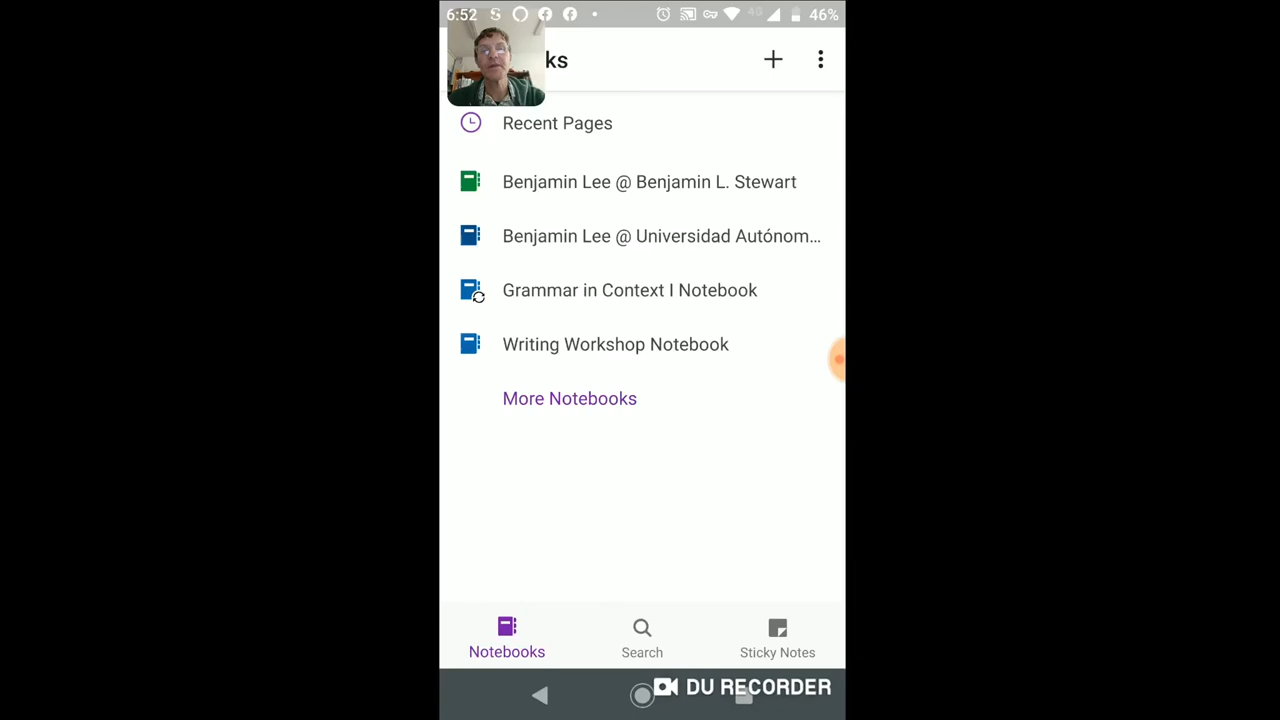 6:52
4G
46%
ks
Recent Pages
Benjamin Lee @ Benjamin L. Stewart
Benjamin Lee @ Universidad Autónom...
Grammar in Context I Notebook
Writing Workshop Notebook
More Notebooks
Notebooks
Search
Sticky Notes
DU RECORDER